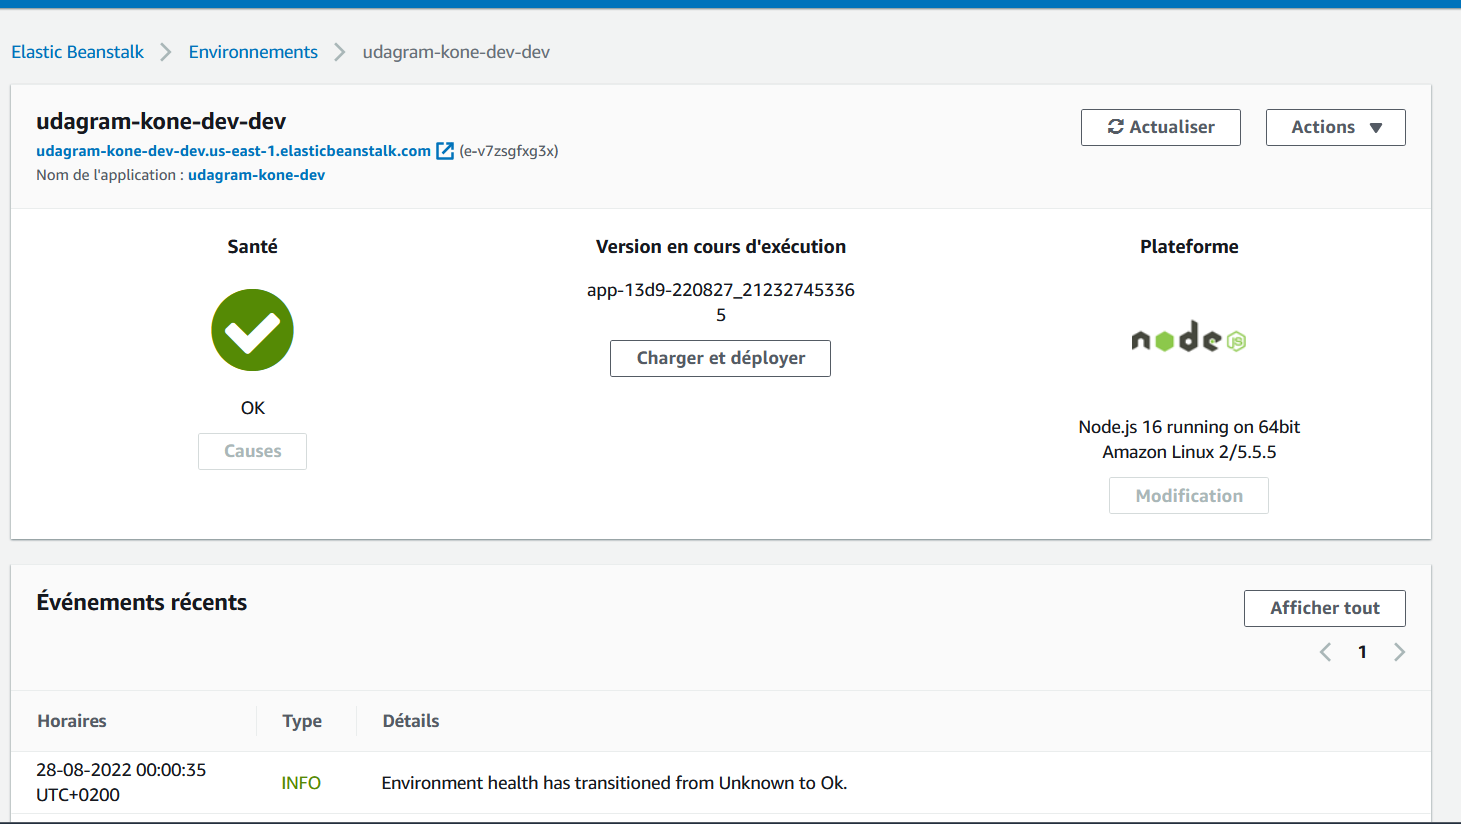 Elastic Beanstalk > Environnements > udagram-kone-dev-dev
udagram-kone-dev-dev
Actualiser
Actions
udagram-kone-dev-dev.us-east-1.elasticbeanstalk.com (e-v7zsgfxg3x)
Nom de l'application : udagram-kone-dev
Santé
OK
Causes
Version en cours d'exécution
app-13d9-220827_21232745336
5
Charger et déployer
Plateforme
node JS
Node.js 16 running on 64bit
Amazon Linux 2/5.5.5
Modification
Événements récents
Afficher tout
1
Horaires Type Détails
28-08-2022 00:00:35
UTC+0200
INFO
Environment health has transitioned from Unknown to Ok.